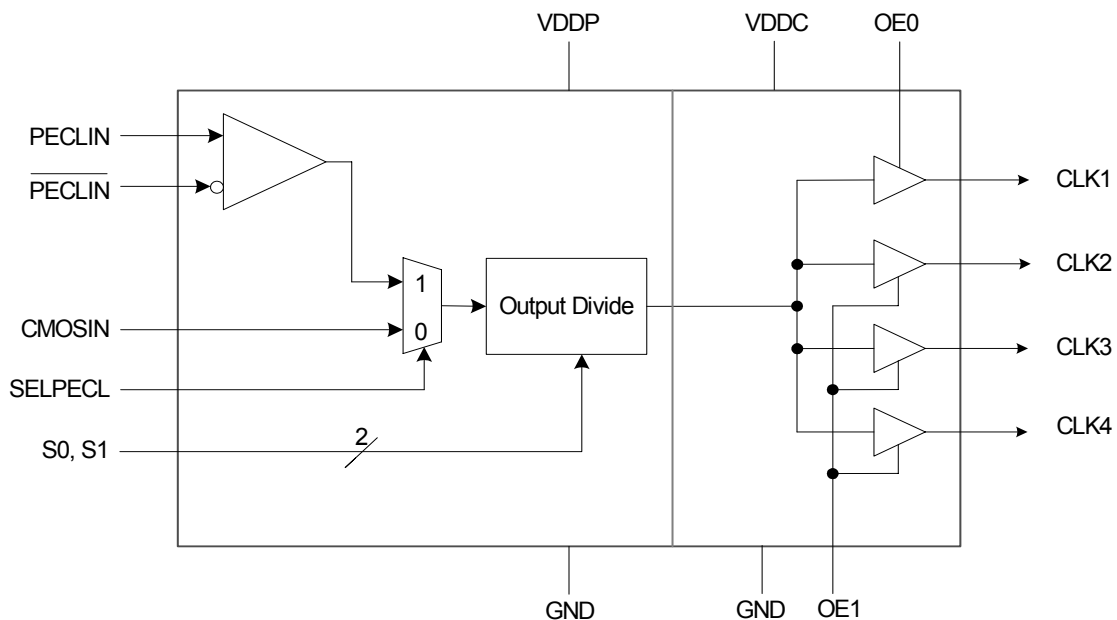 VDDP
VDDC
OE0
PECLIN
PECLIN
CMOSIN
SELPECL
S0, S1
2
1
0
Output Divide
CLK1
CLK2
CLK3
CLK4
GND
GND
OE1